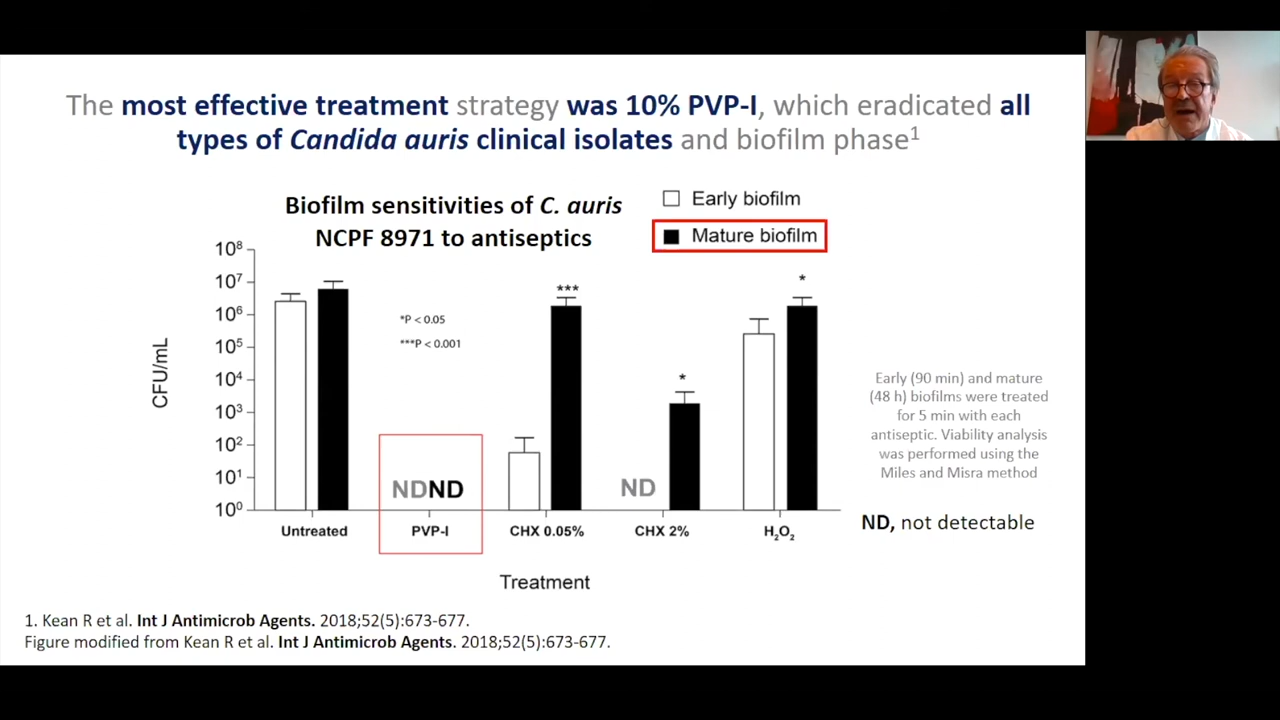 The most effective treatment strategy was 10% PVP-I, which eradicated all
types of Candida auris clinical isolates and biofilm phase¹
Biofilm sensitivities of C. auris
NCPF 8971 to antiseptics
Early biofilm
Mature biofilm
CFU/mL
10⁸
10⁷
10⁶
10⁵
10⁴
10³
10²
10¹
10⁰
*P < 0.05
***P < 0.001
***
*
*
ND ND
ND
Untreated PVP-I CHX 0.05% CHX 2% H₂O₂
Treatment
Early (90 min) and mature
(48 h) biofilms were treated
for 5 min with each
antiseptic. Viability analysis
was performed using the
Miles and Misra method
ND, not detectable
1. Kean R et al. Int J Antimicrob Agents. 2018;52(5):673-677.
Figure modified from Kean R et al. Int J Antimicrob Agents. 2018;52(5):673-677.